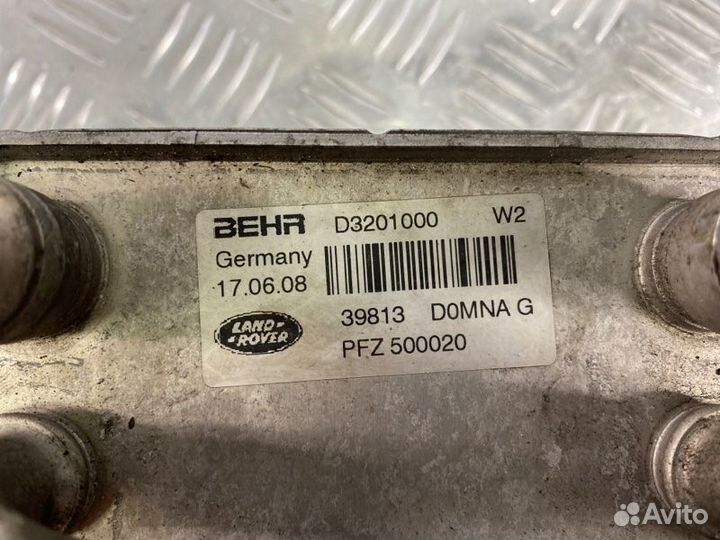 BEHR D3201000 W2
Germany
17.06.08
39813 D0MNA G
LAND-
-ROVER
PFZ 500020
Avito